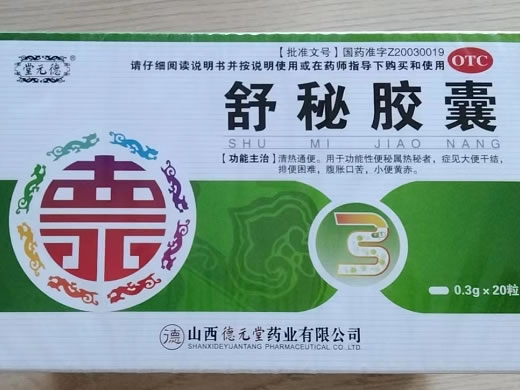 德元堂
【批准文号】国药准字Z20030019
请仔细阅读说明书并按说明使用或在药师指导下购买和使用
OTC
舒秘胶囊
SHU MI JIAO NANG
【功能主治】清热通便。用于功能性便秘属热秘者，症见大便干结，
排便困难，腹胀口苦，小便黄赤。
0.3g×20粒
德
山西德元堂药业有限公司
SHANXIDEYUANTANG PHARMACEUTICAL CO.,LTD.